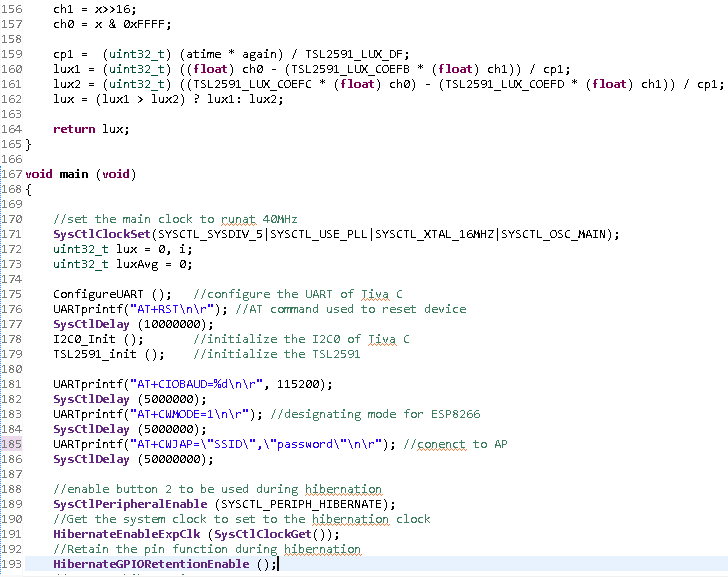 156 ch1 = x>>16;
157 ch0 = x & 0xFFFF;
158
159 cp1 = (uint32_t) (atime * again) / TSL2591_LUX_DF;
160 lux1 = (uint32_t) ((float) ch0 - (TSL2591_LUX_COEFB * (float) ch1)) / cp1;
161 lux2 = (uint32_t) ((TSL2591_LUX_COEFC * (float) ch0) - (TSL2591_LUX_COEFD * (float) ch1)) / cp1;
162 lux = (lux1 > lux2) ? lux1: lux2;
163
164 return lux;
165 }
166
167 void main (void)
168 {
169
170 //set the main clock to runat 40MHz
171 SysCtlClockSet(SYSCTL_SYSDIV_5|SYSCTL_USE_PLL|SYSCTL_XTAL_16MHZ|SYSCTL_OSC_MAIN);
172 uint32_t lux = 0, i;
173 uint32_t luxAvg = 0;
174
175 ConfigureUART (); //configure the UART of Tiva C
176 UARTprintf("AT+RST\n\r"); //AT command used to reset device
177 SysCtlDelay (10000000);
178 I2C0_Init (); //initialize the I2C0 of Tiva C
179 TSL2591_init (); //initialize the TSL2591
180
181 UARTprintf("AT+CIOBAUD=%d\n\r", 115200);
182 SysCtlDelay (5000000);
183 UARTprintf("AT+CWMODE=1\n\r"); //designating mode for ESP8266
184 SysCtlDelay (5000000);
185 UARTprintf("AT+CWJAP=\"SSID\",\"password\"\n\r"); //conenct to AP
186 SysCtlDelay (50000000);
187
188 //enable button 2 to be used during hibernation
189 SysCtlPeripheralEnable (SYSCTL_PERIPH_HIBERNATE);
190 //Get the system clock to set to the hibernation clock
191 HibernateEnableExpClk (SysCtlClockGet());
192 //Retain the pin function during hibernation
193 HibernateGPIORetentionEnable ();